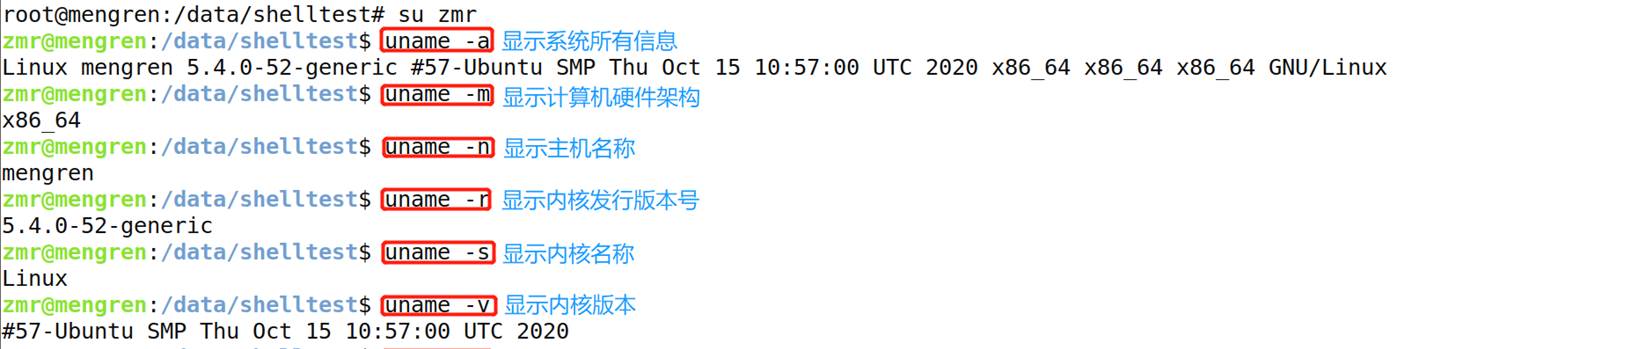 root@mengren:/data/shelltest# su zmr
zmr@mengren:/data/shelltest$ uname -a 显示系统所有信息
Linux mengren 5.4.0-52-generic #57-Ubuntu SMP Thu Oct 15 10:57:00 UTC 2020 x86_64 x86_64 x86_64 GNU/Linux
zmr@mengren:/data/shelltest$ uname -m 显示计算机硬件架构
x86_64
zmr@mengren:/data/shelltest$ uname -n 显示主机名称
mengren
zmr@mengren:/data/shelltest$ uname -r 显示内核发行版本号
5.4.0-52-generic
zmr@mengren:/data/shelltest$ uname -s 显示内核名称
Linux
zmr@mengren:/data/shelltest$ uname -v 显示内核版本
#57-Ubuntu SMP Thu Oct 15 10:57:00 UTC 2020